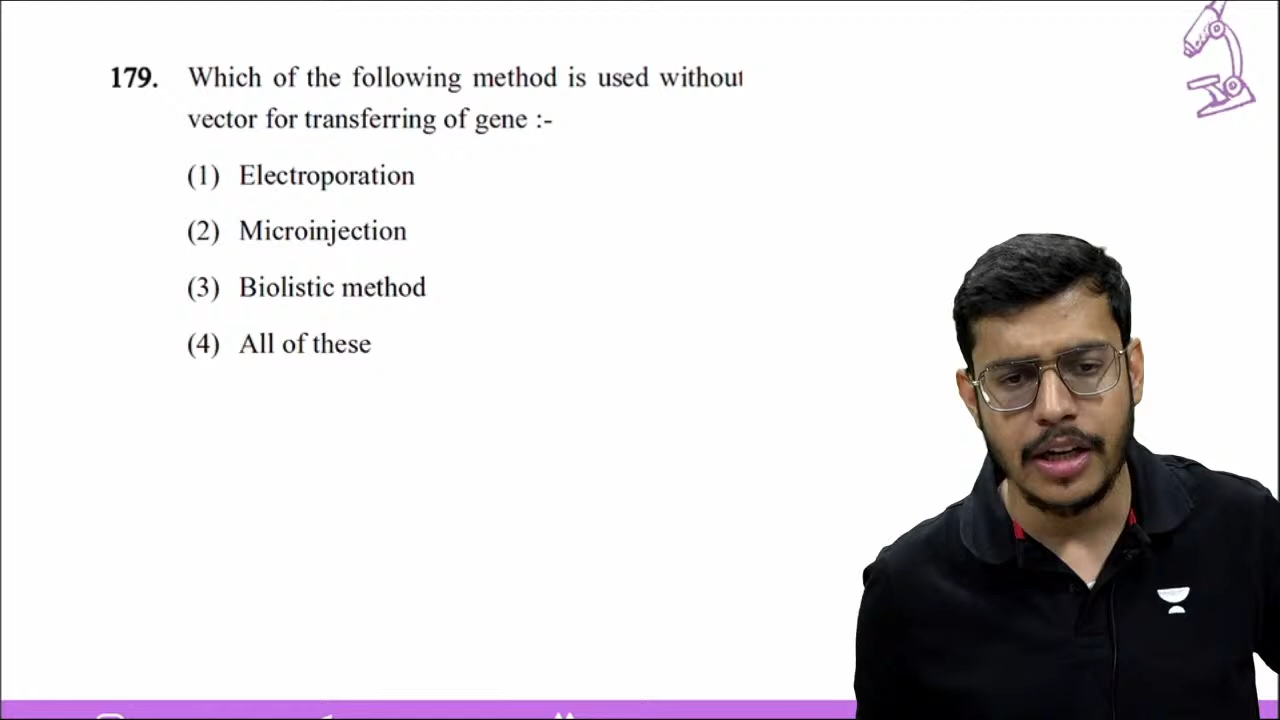 179. Which of the following method is used without
vector for transferring of gene :-
(1) Electroporation
(2) Microinjection
(3) Biolistic method
(4) All of these